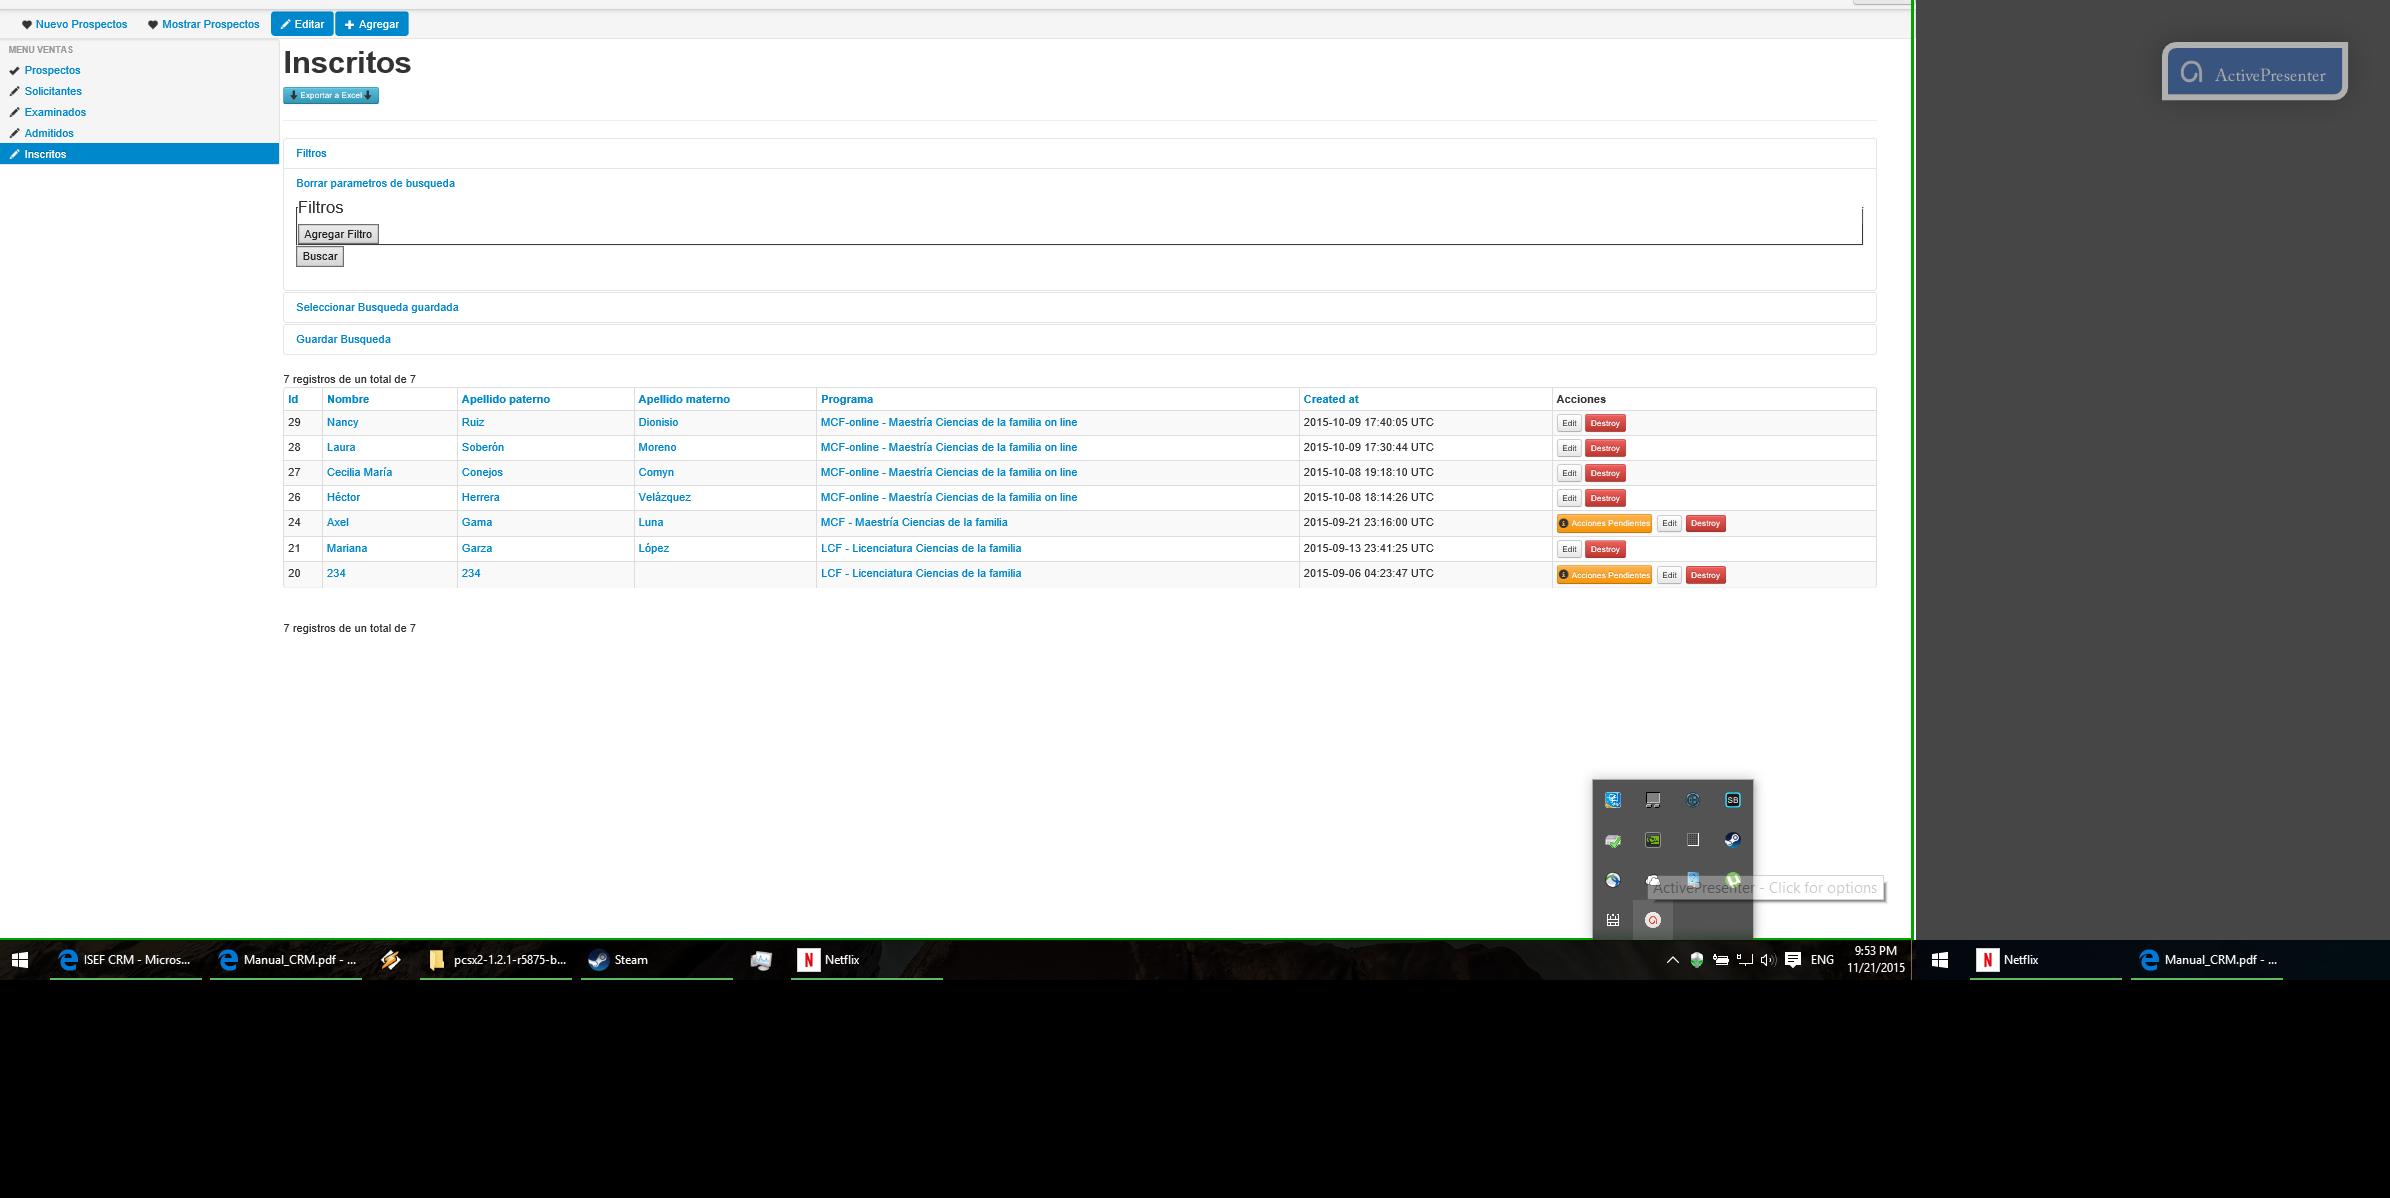 Nuevo Prospectos Mostrar Prospectos Editar Agregar
ActivePresenter
MENU VENTAS
Prospectos
Solicitantes
Examinados
Admitidos
Inscritos
Inscritos
Exportar a Excel
Filtros
Borrar parametros de busqueda
Filtros
Agregar Filtro
Buscar
Seleccionar Busqueda guardada
Guardar Busqueda
7 registros de un total de 7
Id Nombre Apellido paterno Apellido materno Programa Created at Acciones
29 Nancy Ruiz Dionisio MCF-online - Maestría Ciencias de la familia on line 2015-10-09 17:40:05 UTC Edit Destroy
28 Laura Soberón Moreno MCF-online - Maestría Ciencias de la familia on line 2015-10-09 17:30:44 UTC Edit Destroy
27 Cecilia María Conejos Comyn MCF-online - Maestría Ciencias de la familia on line 2015-10-08 19:18:10 UTC Edit Destroy
26 Héctor Herrera Velázquez MCF-online - Maestría Ciencias de la familia on line 2015-10-08 18:14:26 UTC Edit Destroy
24 Axel Gama Luna MCF - Maestría Ciencias de la familia 2015-09-21 23:16:00 UTC Acciones Pendientes Edit Destroy
21 Mariana Garza López LCF - Licenciatura Ciencias de la familia 2015-09-13 23:41:25 UTC Edit Destroy
20 234 234 LCF - Licenciatura Ciencias de la familia 2015-09-06 04:23:47 UTC Acciones Pendientes Edit Destroy
7 registros de un total de 7
SB
ActivePresenter - Click for options
ISEF CRM - Micros... Manual_CRM.pdf - ... pcsx2-1.2.1-r5875-b... Steam N Netflix ENG 9:53 PM N Netflix Manual_CRM.pdf - ...
11/21/2015